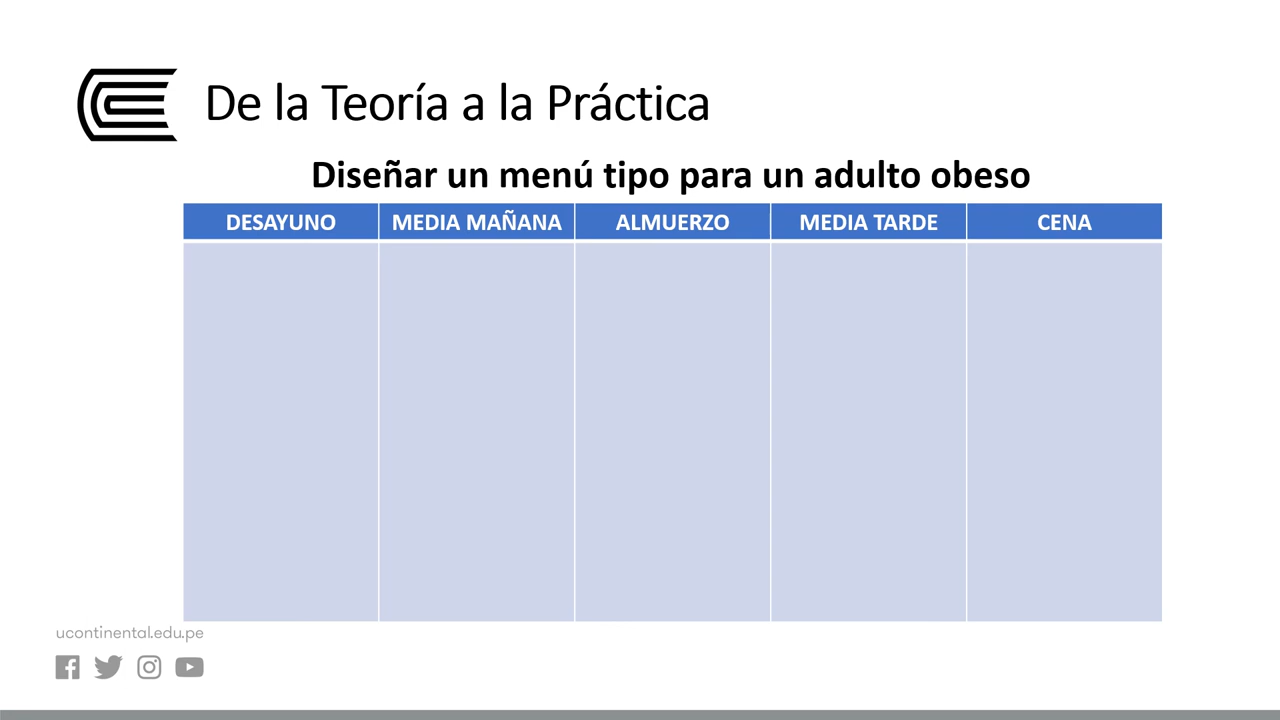 De la Teoría a la Práctica
Diseñar un menú tipo para un adulto obeso
DESAYUNO
MEDIA MAÑANA
ALMUERZO
MEDIA TARDE
CENA
ucontinental.edu.pe